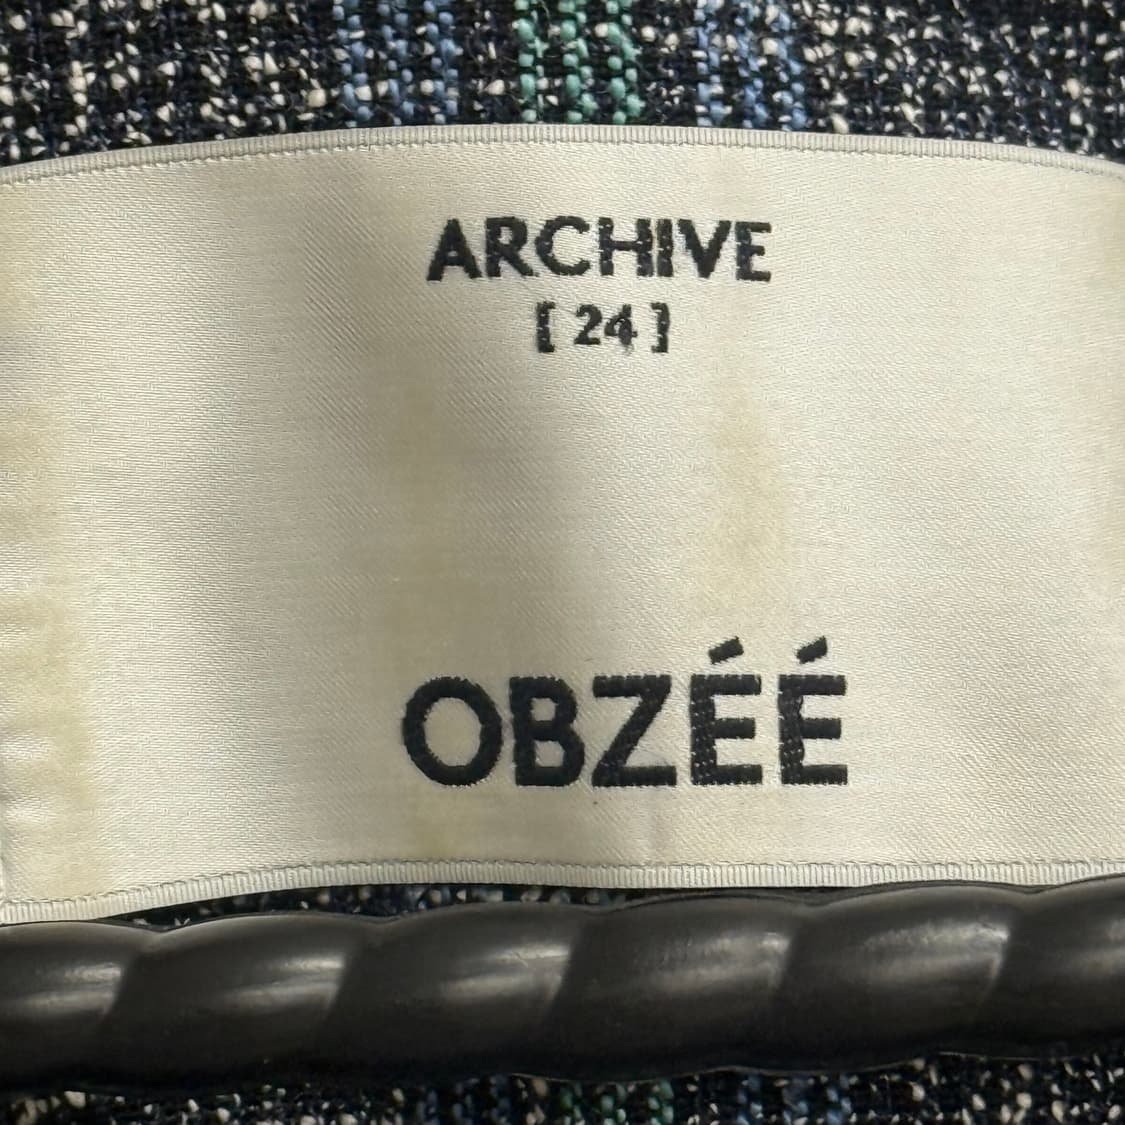 ARCHIVE
[ 24 ]
OBZÉÉ